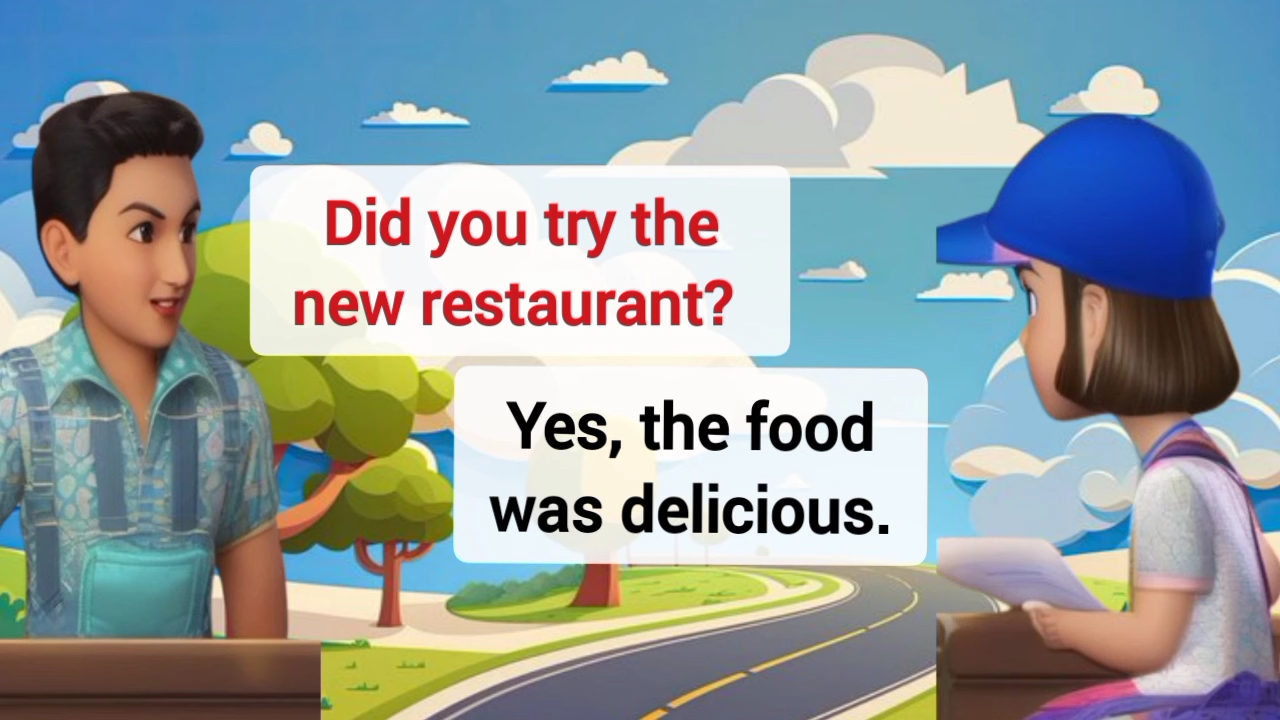 Did you try the
new restaurant?
Yes, the food
was delicious.